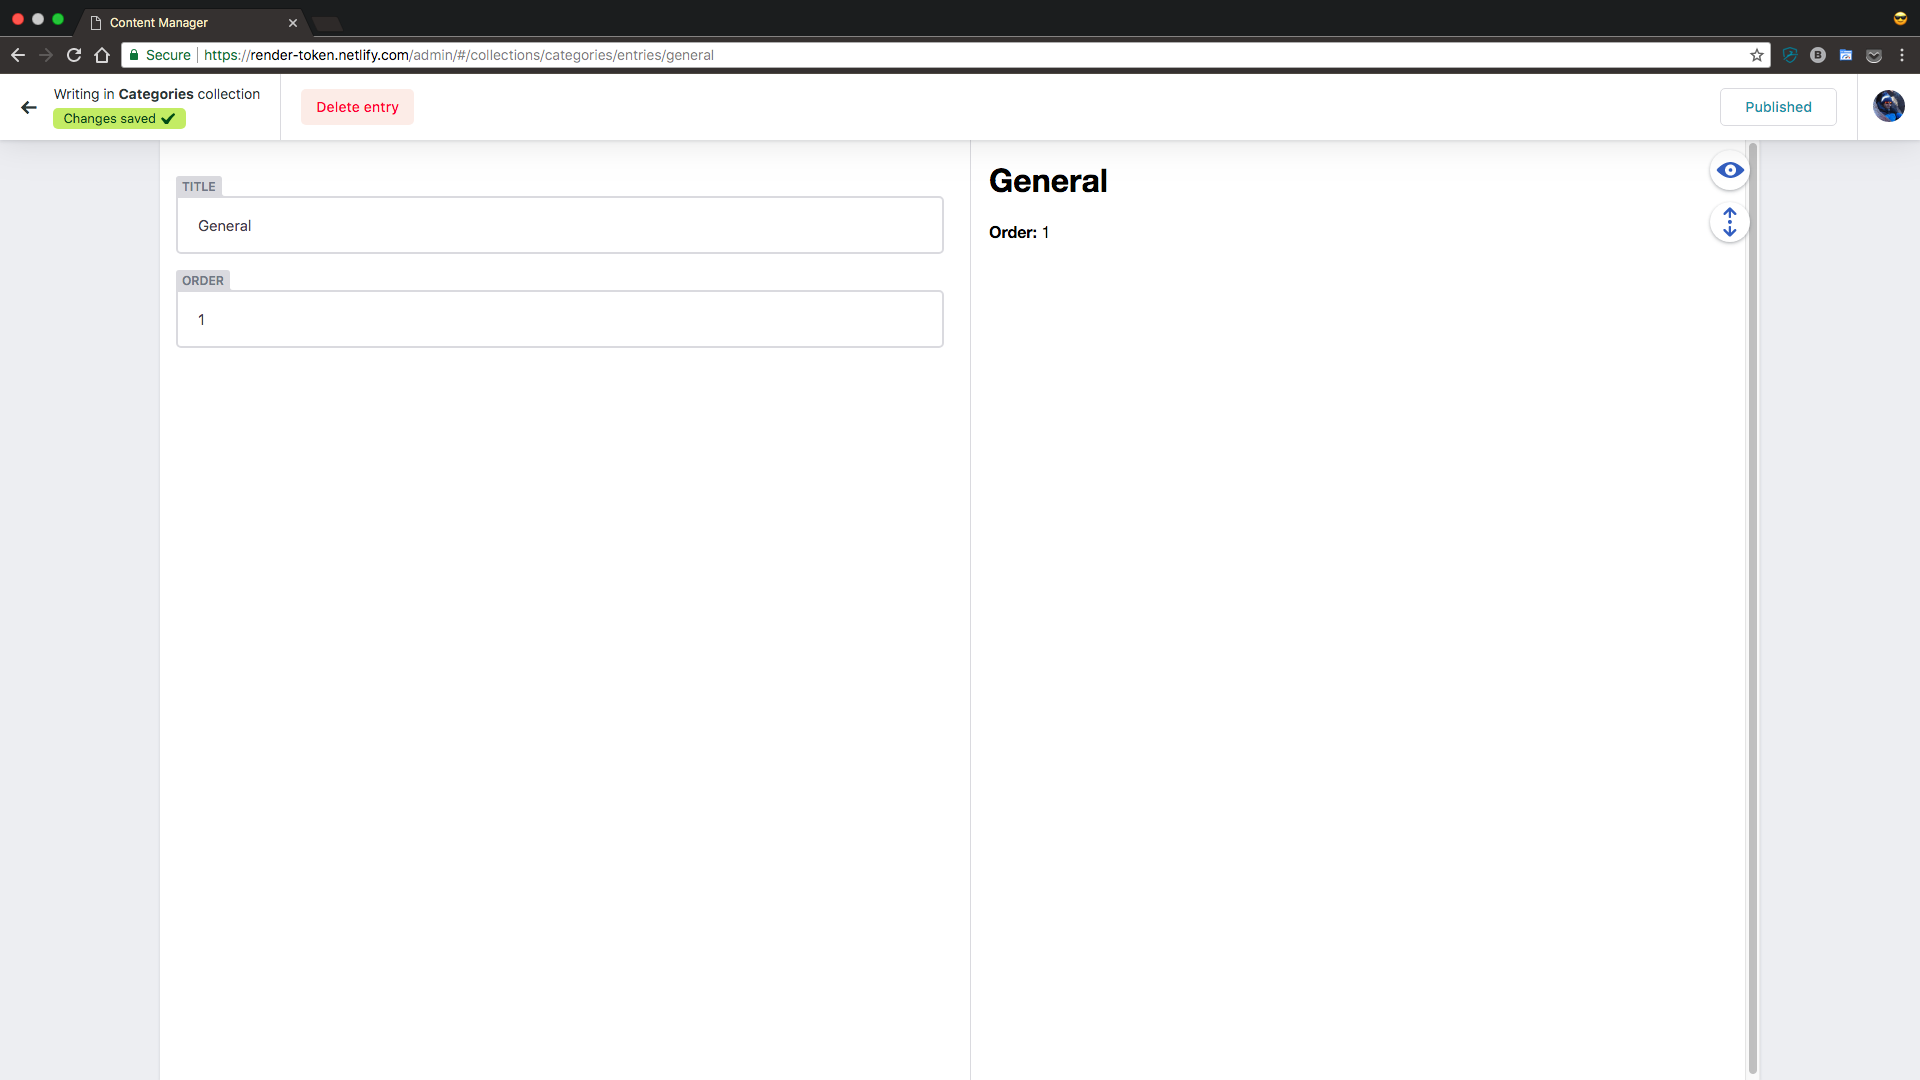 Content Manager
Secure https://render-token.netlify.com/admin/#/collections/categories/entries/general
Writing in Categories collection
Changes saved
Delete entry
Published
TITLE
General
ORDER
1
General
Order: 1
B